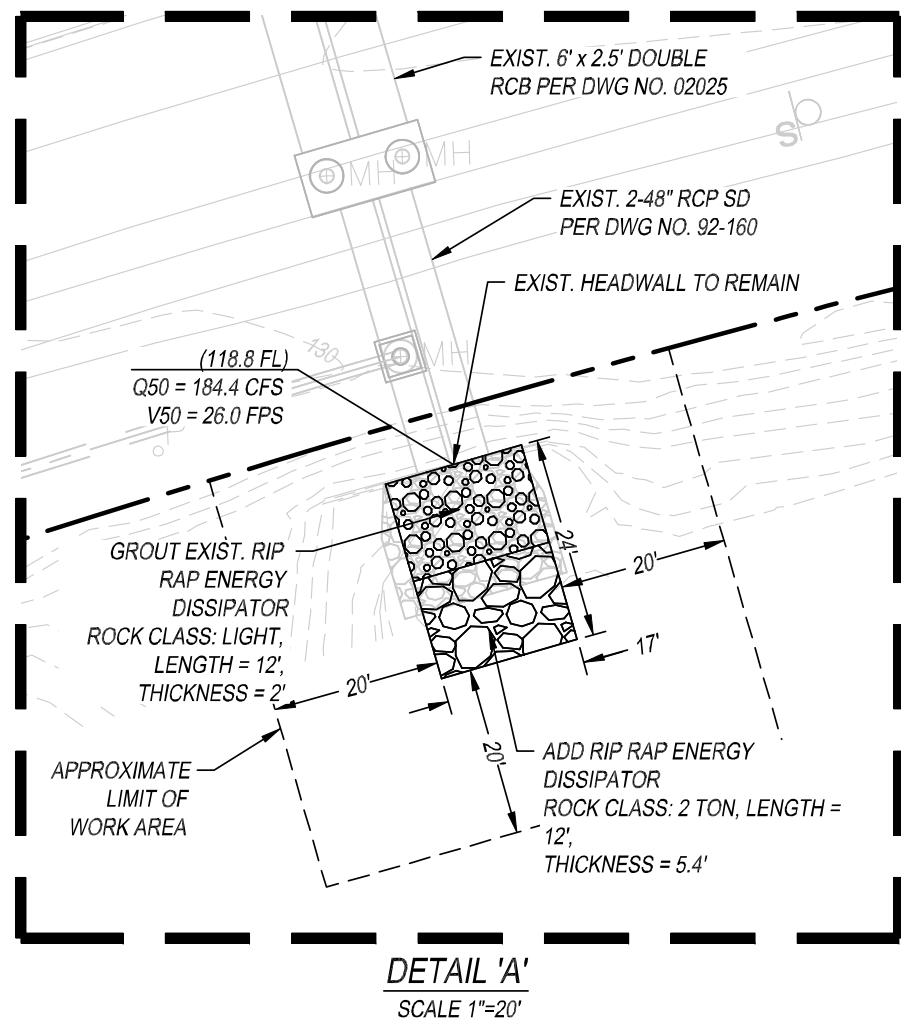 EXIST. 6' x 2.5' DOUBLE
RCB PER DWG NO. 02025
S
MH
MH
EXIST. 2-48" RCP SD
PER DWG NO. 92-160
EXIST. HEADWALL TO REMAIN
130
MH
(118.8 FL)
Q50 = 184.4 CFS
V50 = 26.0 FPS
GROUT EXIST. RIP
RAP ENERGY
DISSIPATOR
ROCK CLASS: LIGHT,
LENGTH = 12',
THICKNESS = 2'
24'
20'
17'
20'
20'
APPROXIMATE
LIMIT OF
WORK AREA
ADD RIP RAP ENERGY
DISSIPATOR
ROCK CLASS: 2 TON, LENGTH =
12',
THICKNESS = 5.4'
DETAIL 'A'
SCALE 1"=20'